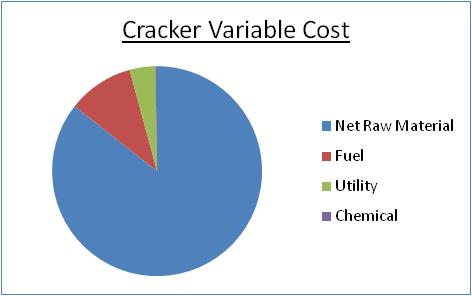 Cracker Variable Cost
Net Raw Material
Fuel
Utility
Chemical